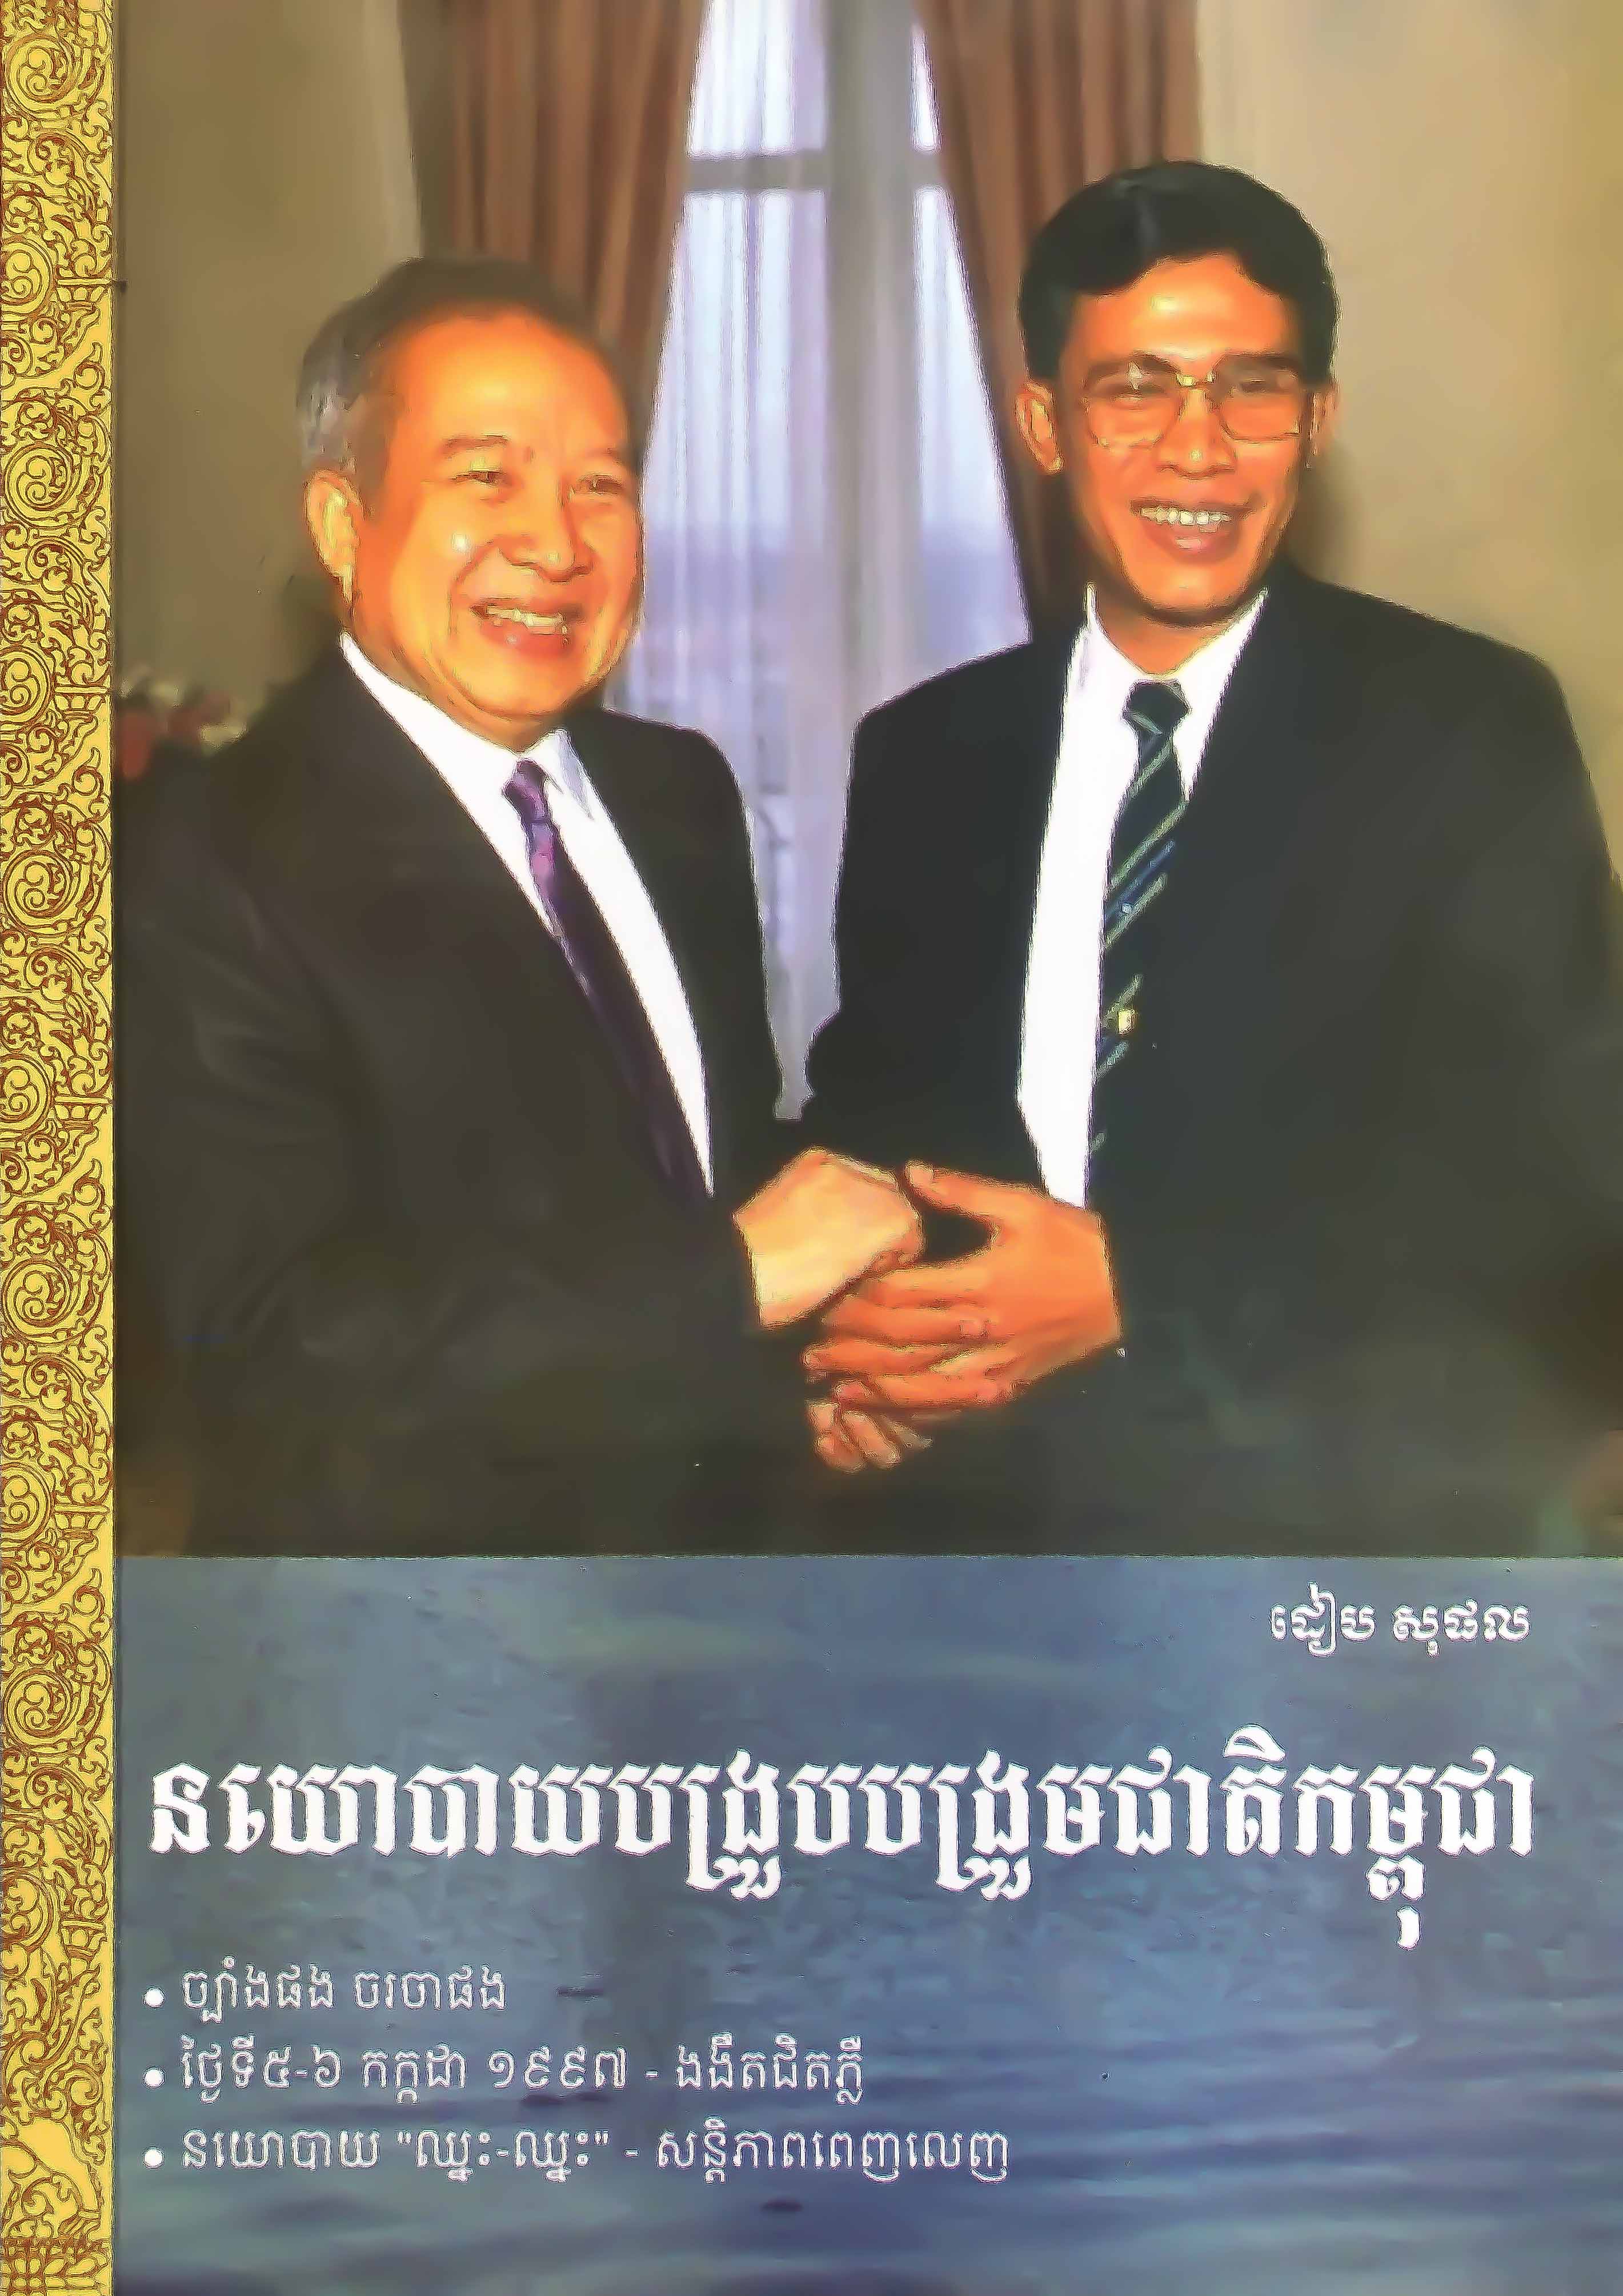 ជៀប សុផល
នយោបាយបង្រួបបង្រួមជាតិកម្ពុជា
• ច្បាំងផង ចរចាផង
• ថ្ងៃទី៥-៦ កក្កដា ១៩៩៧ - ងងឹតជិតភ្លឺ
• នយោបាយ "ឈ្នះ-ឈ្នះ" - សន្តិភាពពេញលេញ